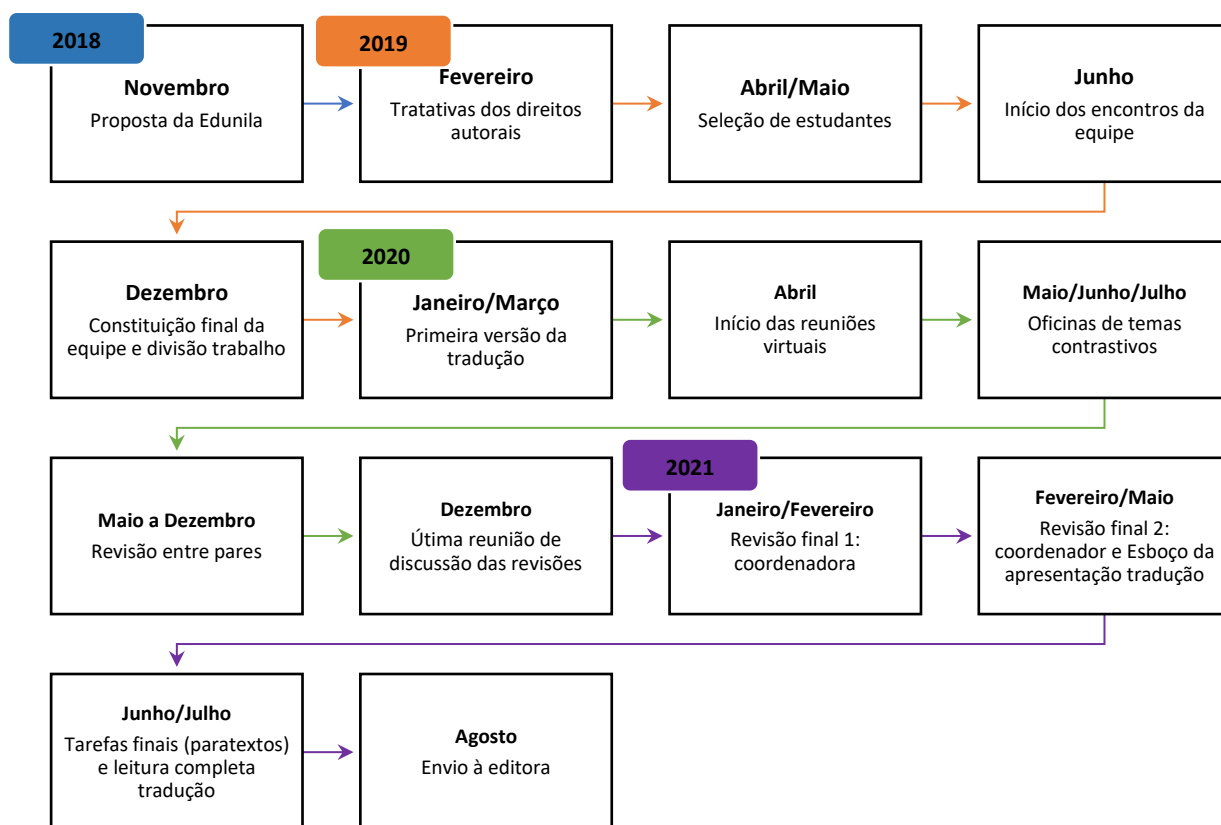 2018
Novembro
Proposta da Edunila
2019
Fevereiro
Tratativas dos direitos
autorais
Abril/Maio
Seleção de estudantes
Junho
Início dos encontros da
equipe
Dezembro
Constituição final da
equipe e divisão trabalho
2020
Janeiro/Março
Primeira versão da
tradução
Abril
Início das reuniões
virtuais
Maio/Junho/Julho
Oficinas de temas
contrastivos
Maio a Dezembro
Revisão entre pares
Dezembro
Útima reunião de
discussão das revisões
2021
Janeiro/Fevereiro
Revisão final 1:
coordenadora
Fevereiro/Maio
Revisão final 2:
coordenador e Esboço da
apresentação tradução
Junho/Julho
Tarefas finais (paratextos)
e leitura completa
tradução
Agosto
Envio à editora